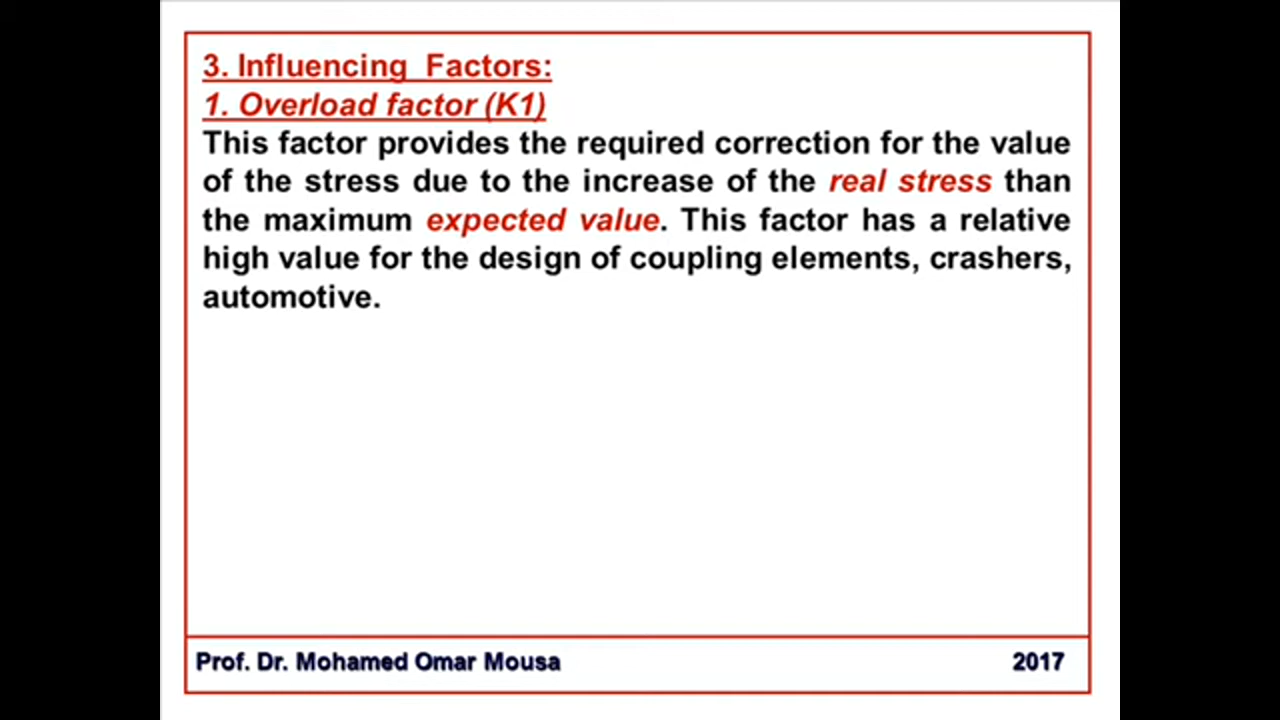 3. Influencing Factors:
1. Overload factor (K1)
This factor provides the required correction for the value
of the stress due to the increase of the real stress than
the maximum expected value. This factor has a relative
high value for the design of coupling elements, crashers,
automotive.
Prof. Dr. Mohamed Omar Mousa 2017